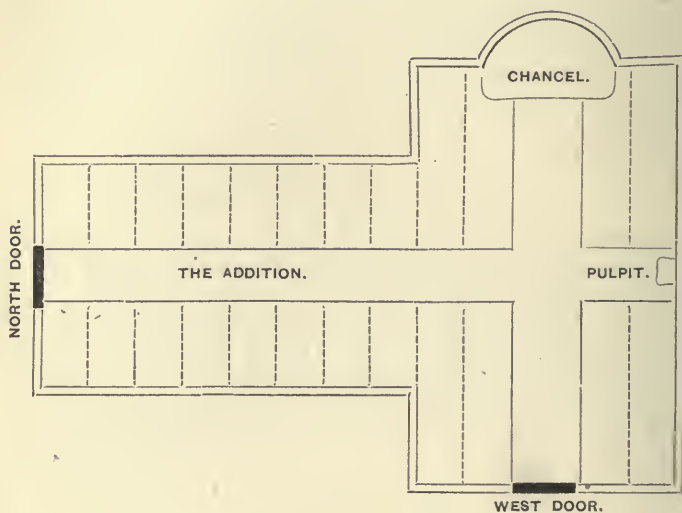 CHANCEL.
NORTH DOOR.
THE ADDITION.
PULPIT.
WEST DOOR.